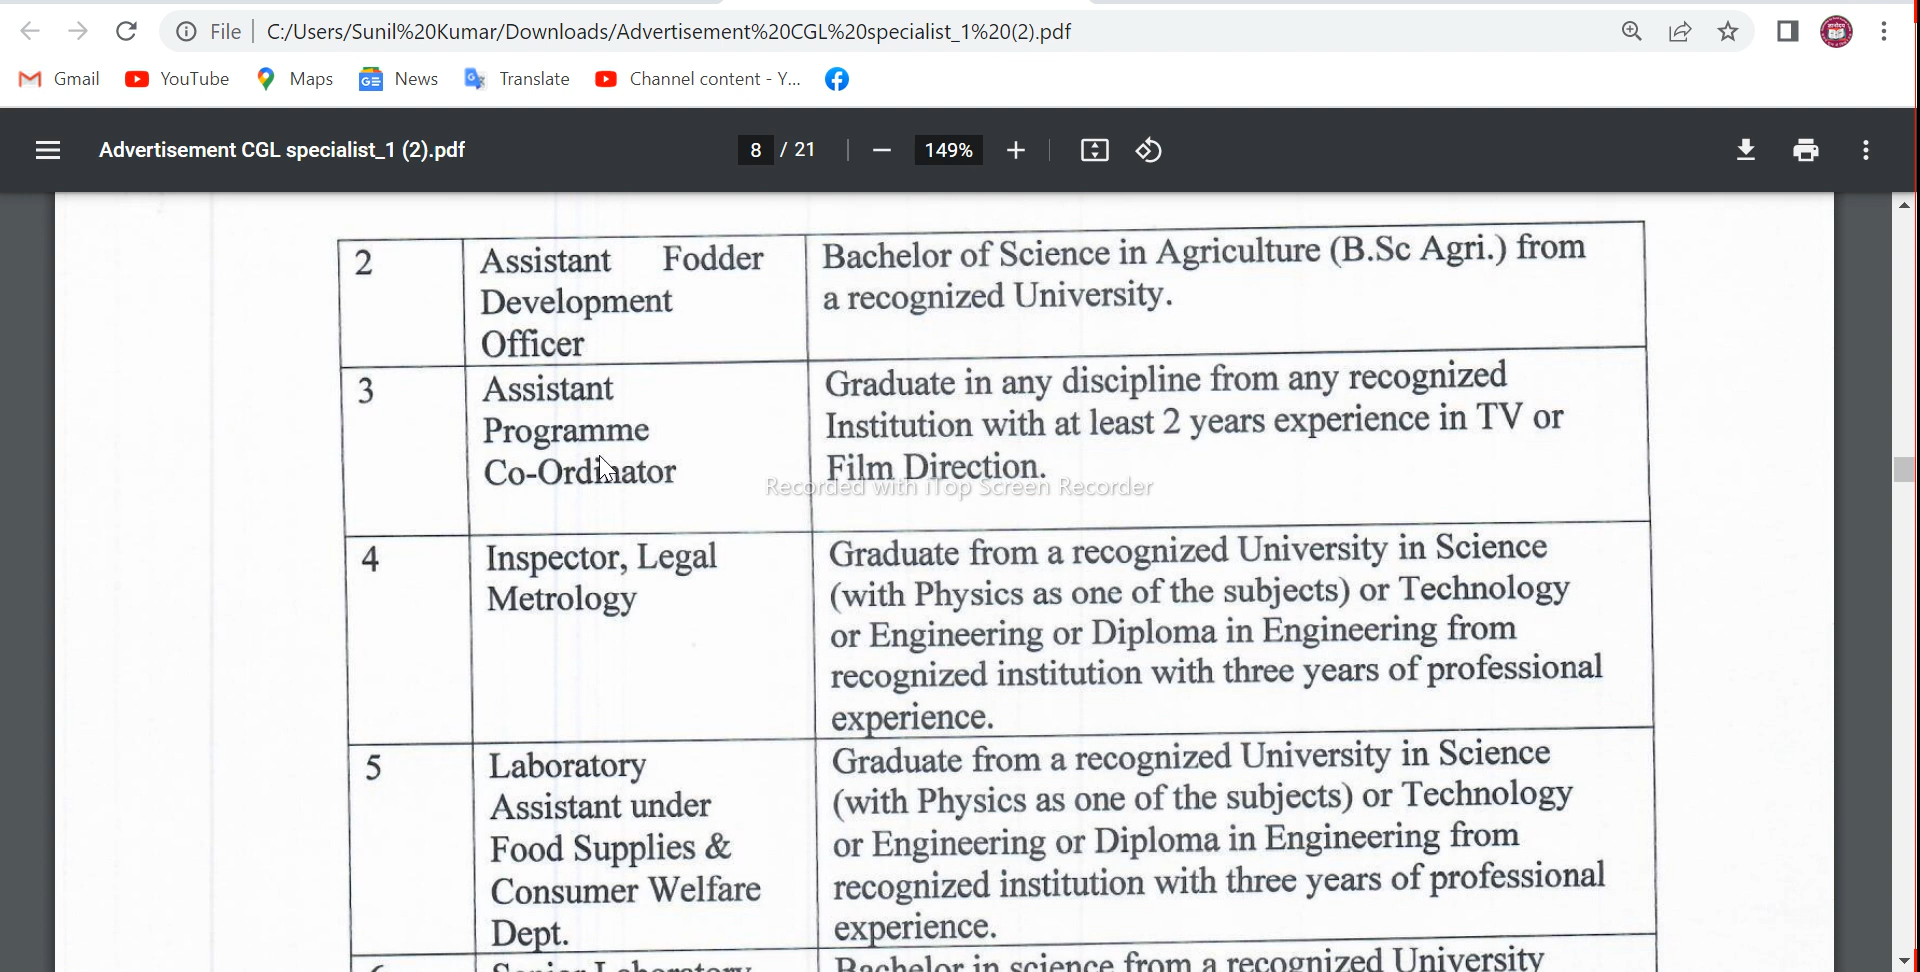 File
C:/Users/Sunil%20Kumar/Downloads/Advertisement%20CGL%20specialist_1%20(2).pdf
Gmail
YouTube
Maps
News
Translate
Channel content - Y...
Advertisement CGL specialist_1 (2).pdf
8 / 21
149%
2
Assistant Fodder
Development
Officer
Bachelor of Science in Agriculture (B.Sc Agri.) from
a recognized University.
3
Assistant
Programme
Co-Ordinator
Graduate in any discipline from any recognized
Institution with at least 2 years experience in TV or
Film Direction.
Recorded with iTop Screen Recorder
4
Inspector, Legal
Metrology
Graduate from a recognized University in Science
(with Physics as one of the subjects) or Technology
or Engineering or Diploma in Engineering from
recognized institution with three years of professional
experience.
5
Laboratory
Assistant under
Food Supplies &
Consumer Welfare
Dept.
Graduate from a recognized University in Science
(with Physics as one of the subjects) or Technology
or Engineering or Diploma in Engineering from
recognized institution with three years of professional
experience.
6
Senior Laboratory
Bachelor in science from a recognized University